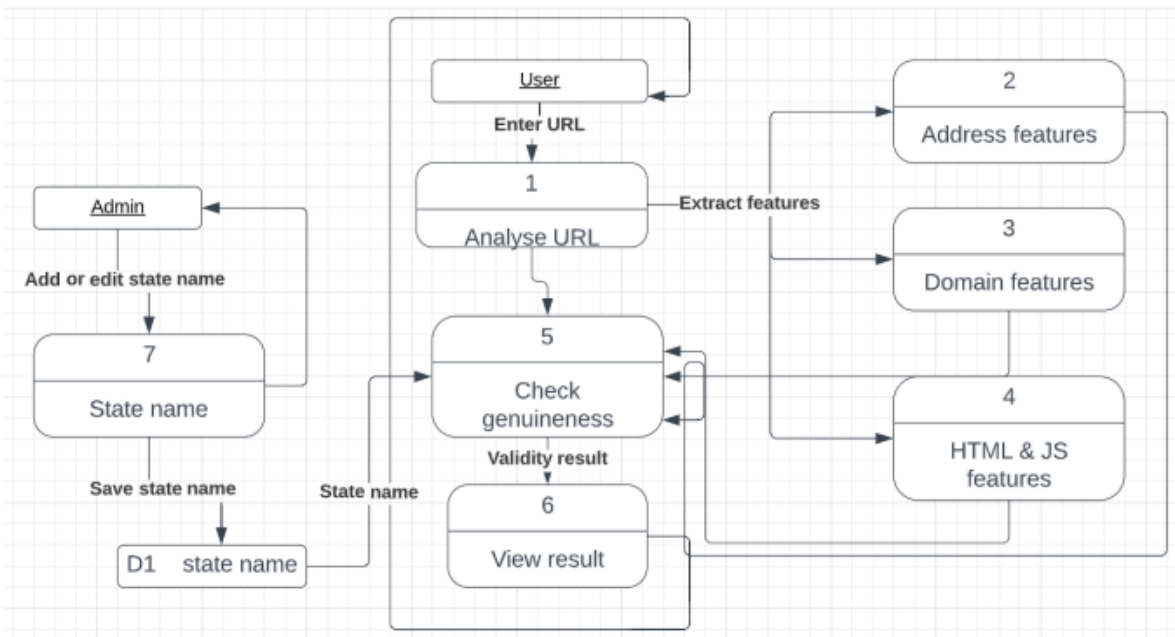 User
Enter URL
1
Analyse URL
Extract features
2
Address features
3
Domain features
4
HTML & JS
features
Admin
Add or edit state name
7
State name
Save state name
D1 state name
State name
5
Check
genuineness
Validity result
6
View result